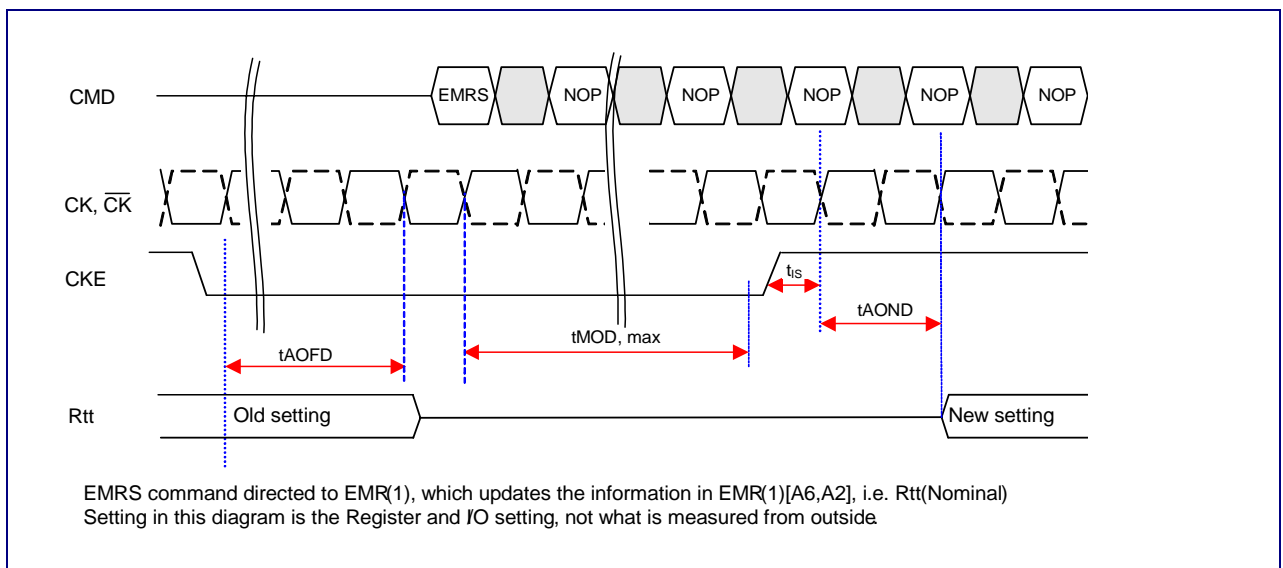 CMD EMRS NOP NOP NOP NOP NOP
CK, C̅K̅
CKE tIS
tAOND
tMOD, max
tAOFD
Rtt Old setting New setting
EMRS command directed to EMR(1), which updates the information in EMR(1)[A6,A2], i.e. Rtt(Nominal)
Setting in this diagram is the Register and I/O setting, not what is measured from outside.